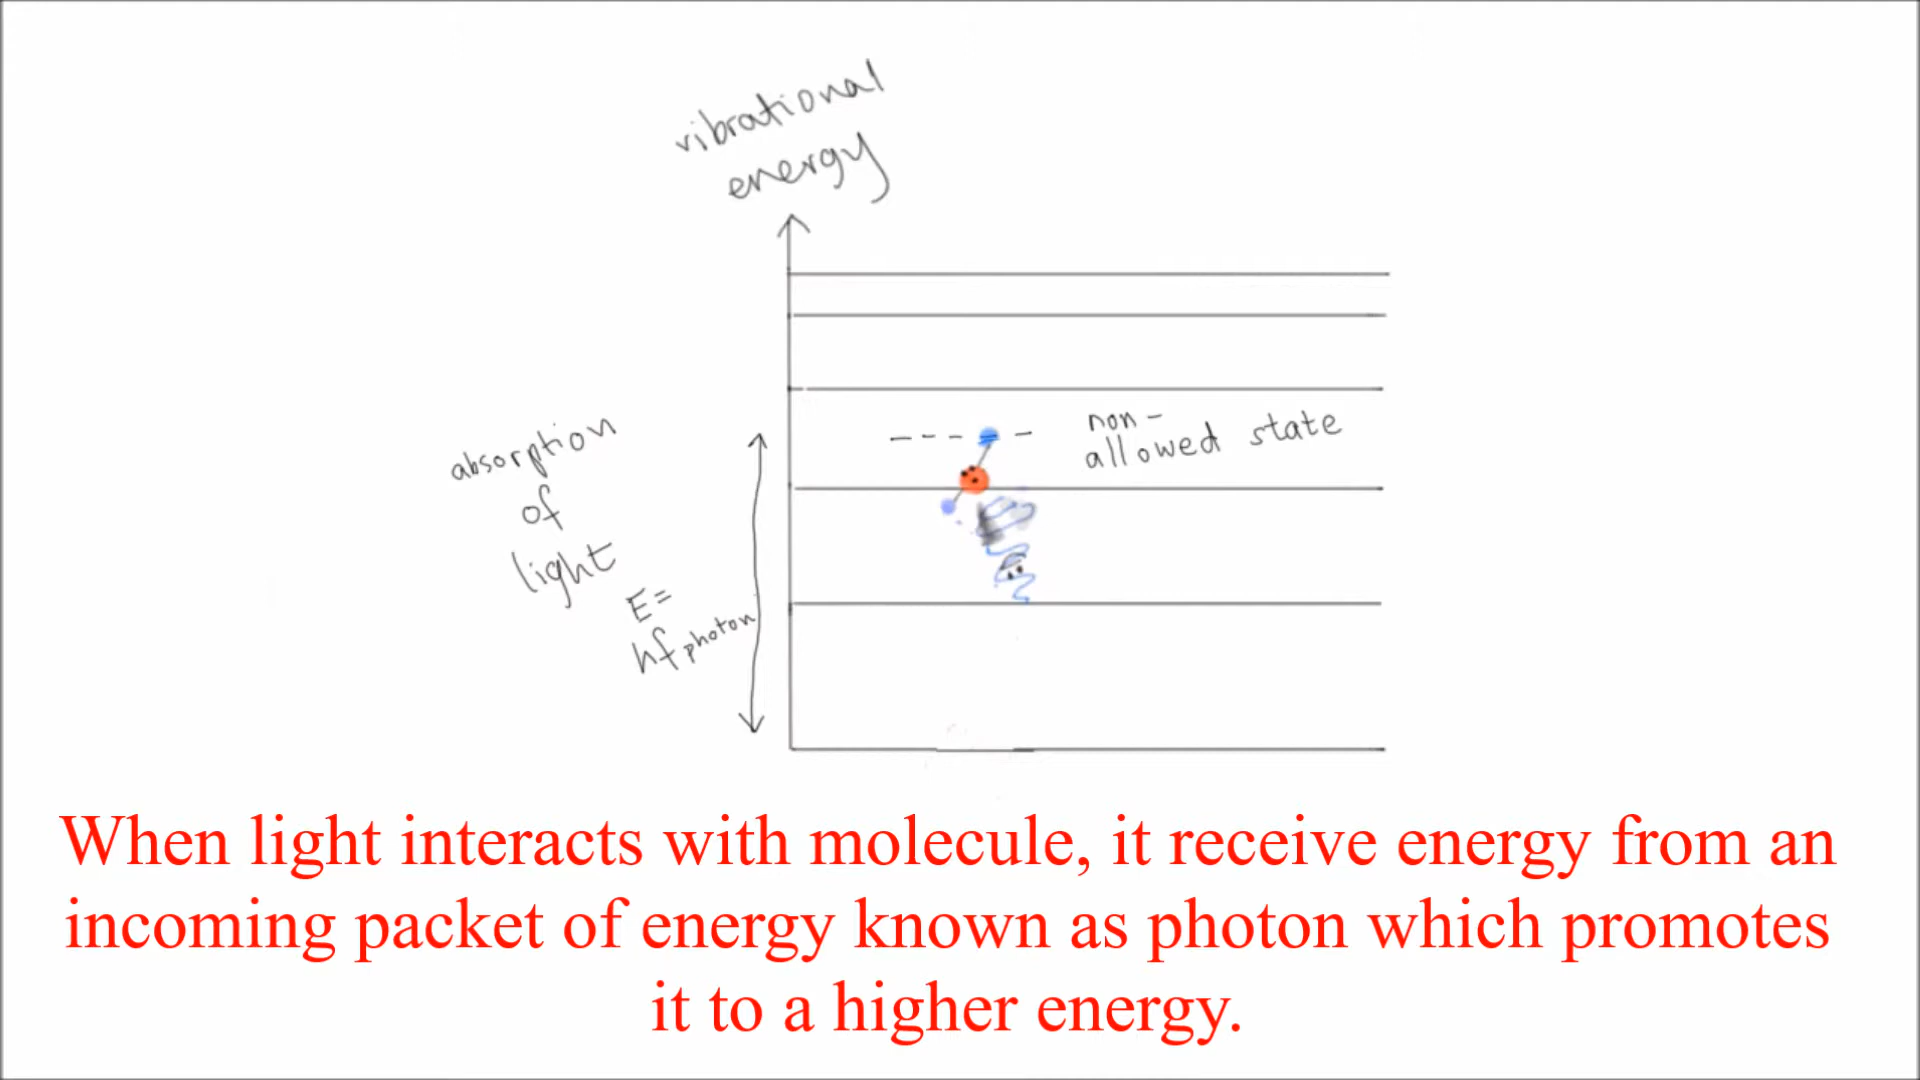 vibrational
energy
non-
allowed state
absorption
of
light
E=
hf photon
When light interacts with molecule, it receive energy from an
incoming packet of energy known as photon which promotes
it to a higher energy.